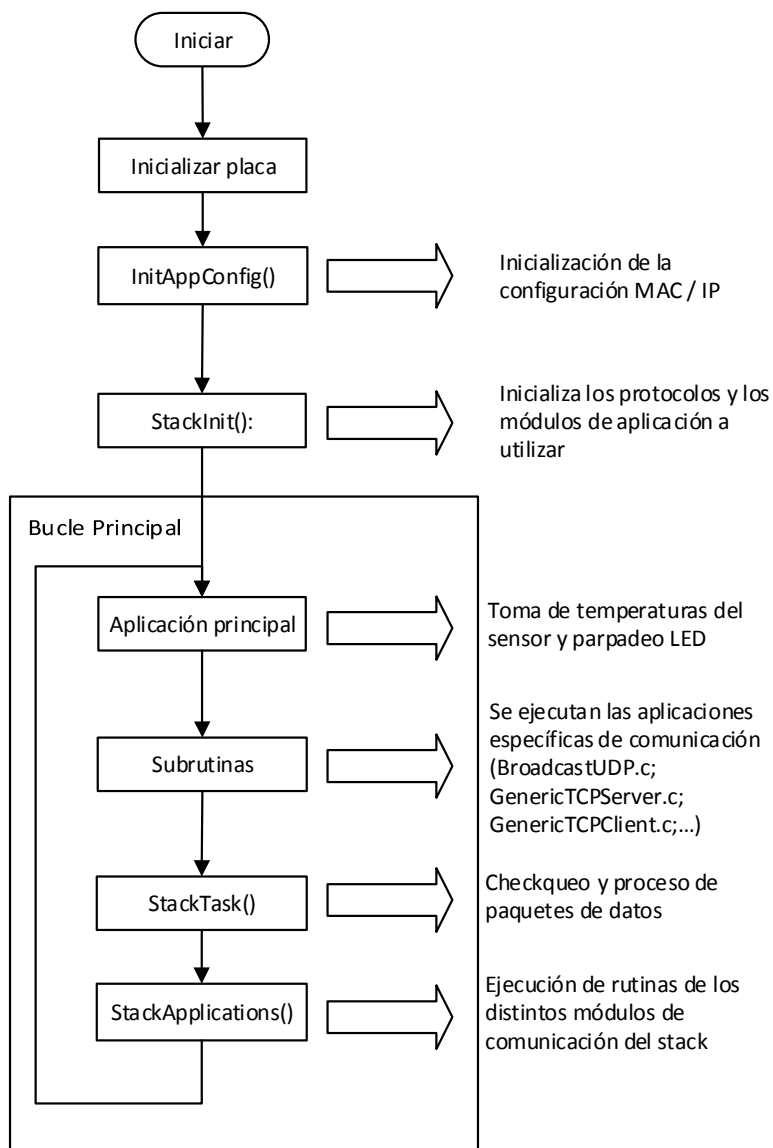 Iniciar
Inicializar placa
InitAppConfig()
Inicialización de la
configuración MAC / IP
StackInit():
Inicializa los protocolos y los
módulos de aplicación a
utilizar
Bucle Principal
Aplicación principal
Toma de temperaturas del
sensor y parpadeo LED
Subrutinas
Se ejecutan las aplicaciones
específicas de comunicación
(BroadcastUDP.c;
GenericTCPServer.c;
GenericTCPClient.c;...)
StackTask()
Checkqueo y proceso de
paquetes de datos
StackApplications()
Ejecución de rutinas de los
distintos módulos de
comunicación del stack